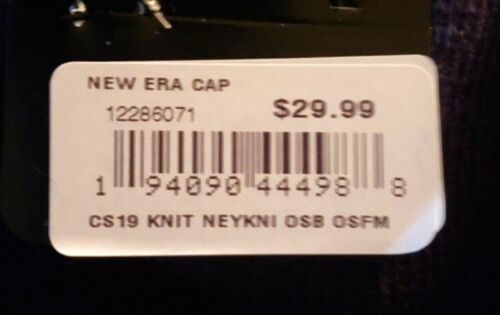 NEW ERA CAP
12286071 $29.99
1 94090 44498 8
CS19 KNIT NEYKNI OSB OSFM